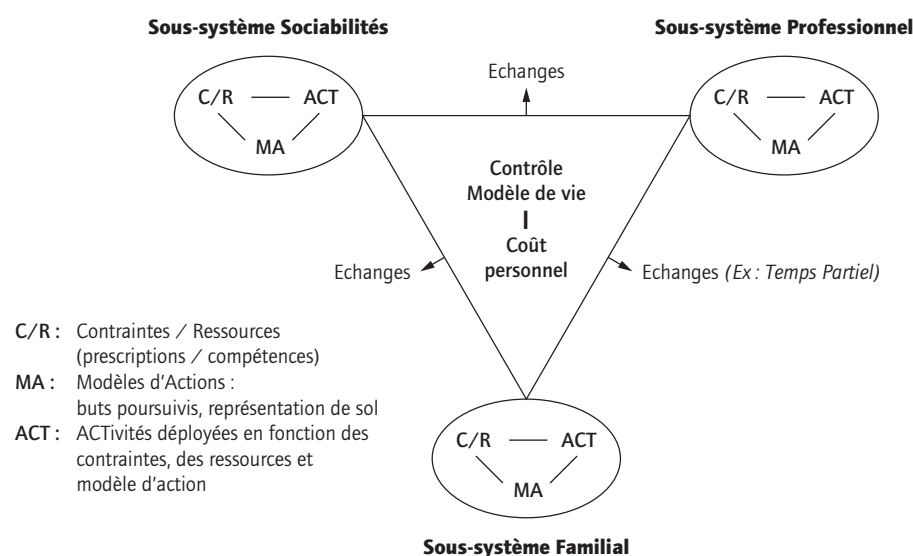 Sous-système Sociabilités
Sous-système Professionnel
Echanges
C/R ACT
MA
C/R ACT
MA
Contrôle
Modèle de vie
Coût
personnel
Echanges
Echanges (Ex : Temps Partiel)
C/R : Contraintes / Ressources
(prescriptions / compétences)
MA : Modèles d'Actions :
buts poursuivis, représentation de sol
ACT : ACTivités déployées en fonction des
contraintes, des ressources et
modèle d'action
C/R ACT
MA
Sous-système Familial